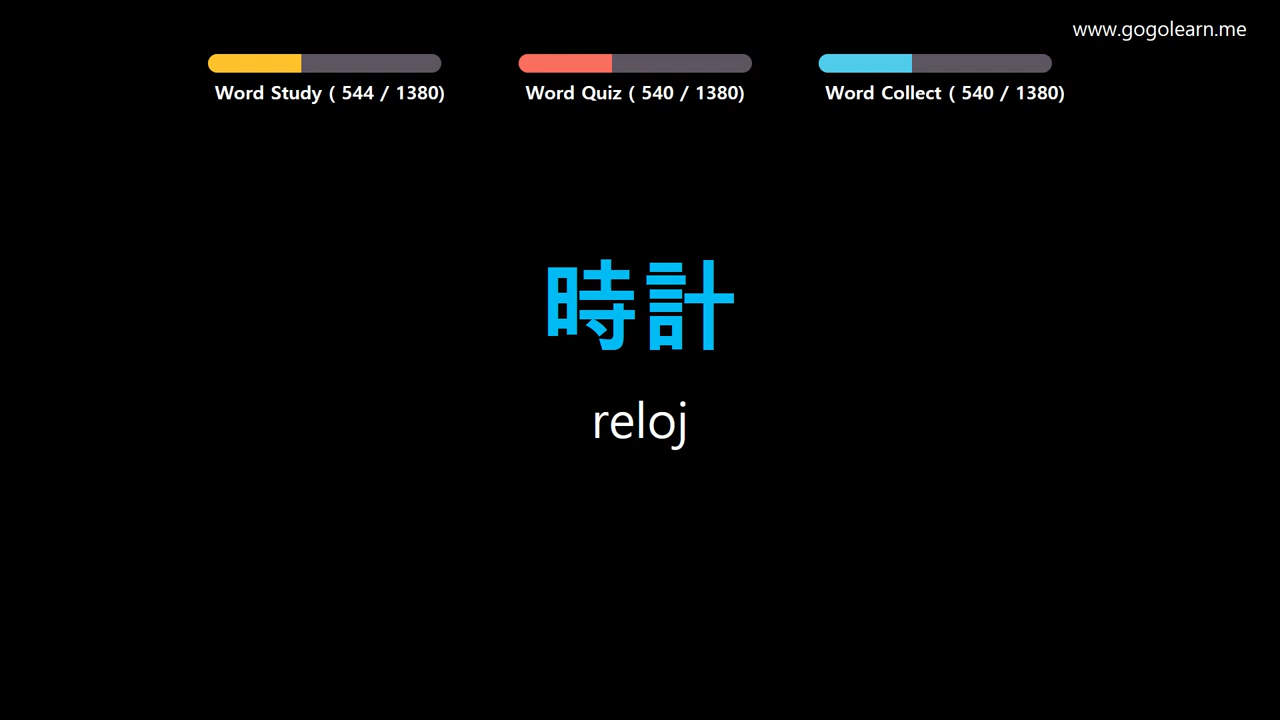 www.gogolearn.me
Word Study ( 544 / 1380)
Word Quiz ( 540 / 1380)
Word Collect ( 540 / 1380)
時計
reloj